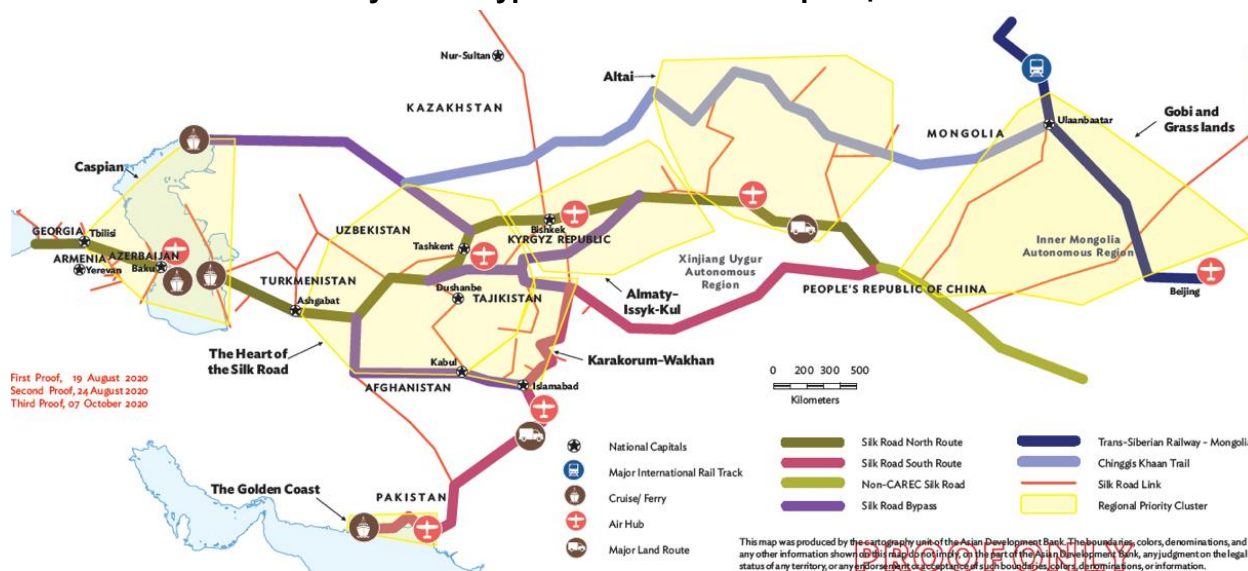 Nur-Sultan
Altai
KAZAKHSTAN
MONGOLIA
Ulaanbaatar
Gobi and
Grass lands
Caspian
GEORGIA
Tbilisi
ARMENIA
Yerevan
AZERBAIJAN
Baku
UZBEKISTAN
Tashkent
Bishkek
KYRGYZ REPUBLIC
TURKMENISTAN
Ashgabat
Dushanbe
TAJIKISTAN
Xinjiang Uygur
Autonomous
Region
Inner Mongolia
Autonomous Region
PEOPLE'S REPUBLIC OF CHINA
Beijing
Almaty-
Issyk-Kul
The Heart of
the Silk Road
Kabul
AFGHANISTAN
Karakorum-Wakhan
Islamabad
First Proof, 19 August 2020
Second Proof, 24 August 2020
Third Proof, 07 October 2020
0 200 300 400 500
Kilometers
The Golden Coast
PAKISTAN
National Capitals
Major International Rail Track
Cruise/ Ferry
Air Hub
Major Land Route
Silk Road North Route
Silk Road South Route
Non-CAREC Silk Road
Silk Road Bypass
Trans-Siberian Railway - Mongolia
Chinggis Khaan Trail
Silk Road Link
Regional Priority Cluster
This map was produced by the cartography unit of the Asian Development Bank. The boundaries, colors, denominations, and
any other information shown on this map do not imply, on the part of the Asian Development Bank, any judgment on the legal
status of any territory, or any endorsement or acceptance of such boundaries, colors, denominations, or information.
PROOF ONLY